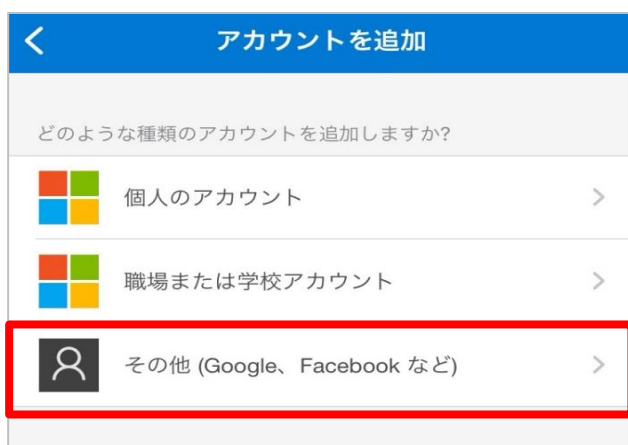 アカウントを追加
どのような種類のアカウントを追加しますか?
個人のアカウント
職場または学校アカウント
その他 (Google、Facebook など)